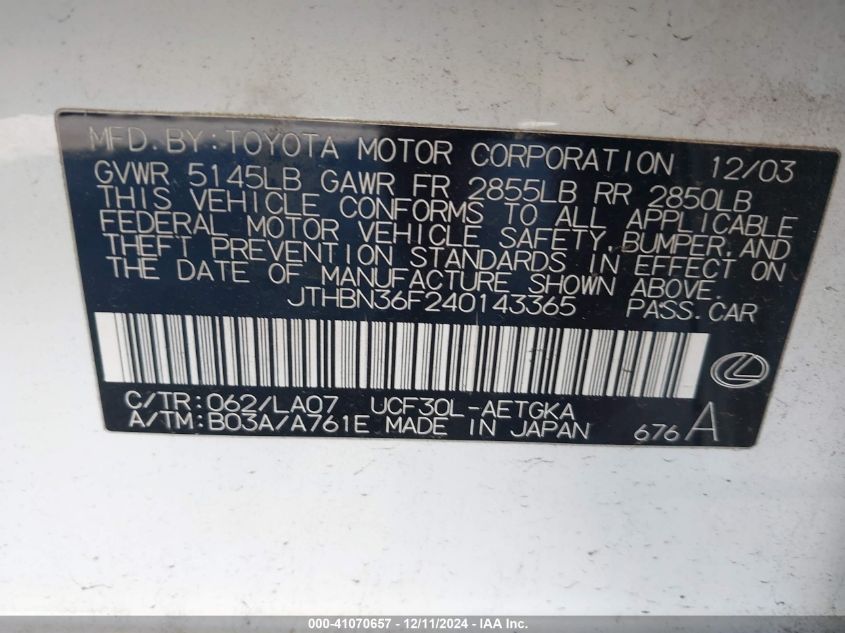 MFD. BY: TOYOTA MOTOR CORPORATION 12/03
GVWR 5145LB GAWR FR 2855LB RR 2850LB
THIS VEHICLE CONFORMS TO ALL APPLICABLE
FEDERAL MOTOR VEHICLE SAFETY, BUMPER, AND
THEFT PREVENTION STANDARDS IN EFFECT ON
THE DATE OF MANUFACTURE SHOWN ABOVE.
JTHBN36F240143365 PASS. CAR
C/TR: 062/LA07 UCF30L-AETGKA
A/TM: B03A/A761E MADE IN JAPAN 676 A
000-41070657 - 12/11/2024 - IAA, Inc.